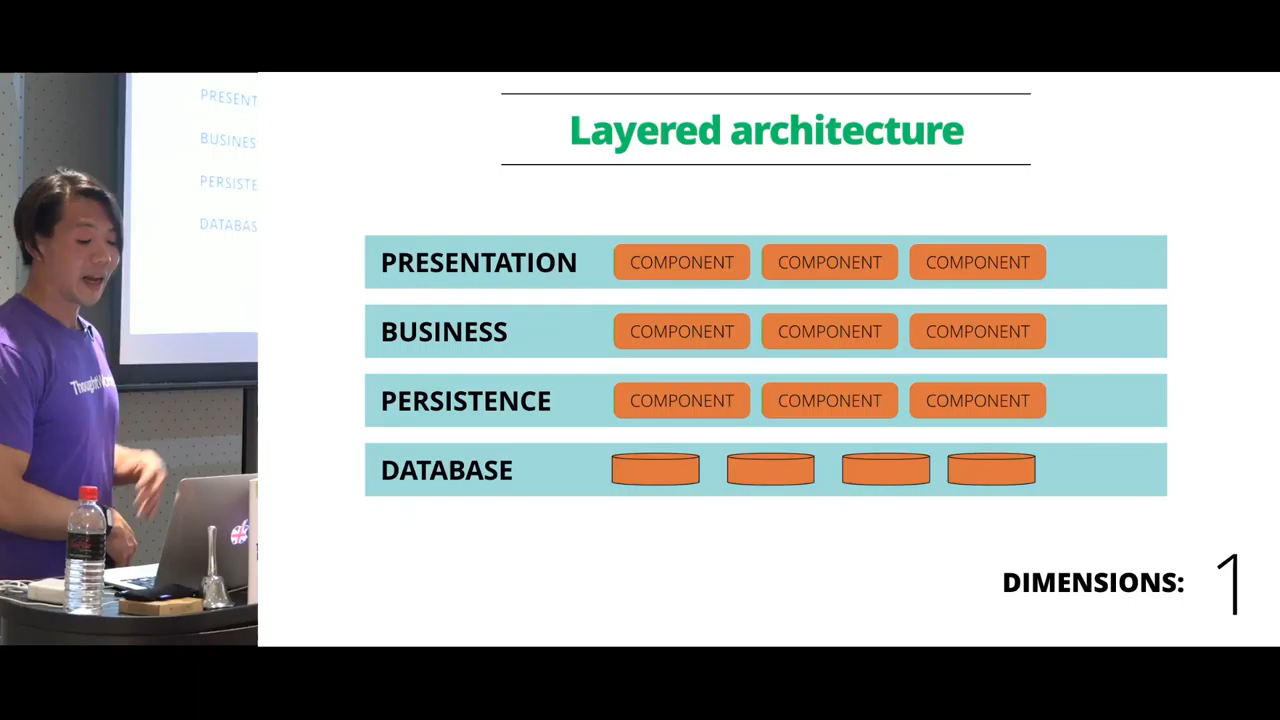 Layered architecture
PRESENTATION COMPONENT COMPONENT COMPONENT
BUSINESS COMPONENT COMPONENT COMPONENT
PERSISTENCE COMPONENT COMPONENT COMPONENT
DATABASE
DIMENSIONS: 1
PRESENT
BUSINES
PERSISTE
DATABAS